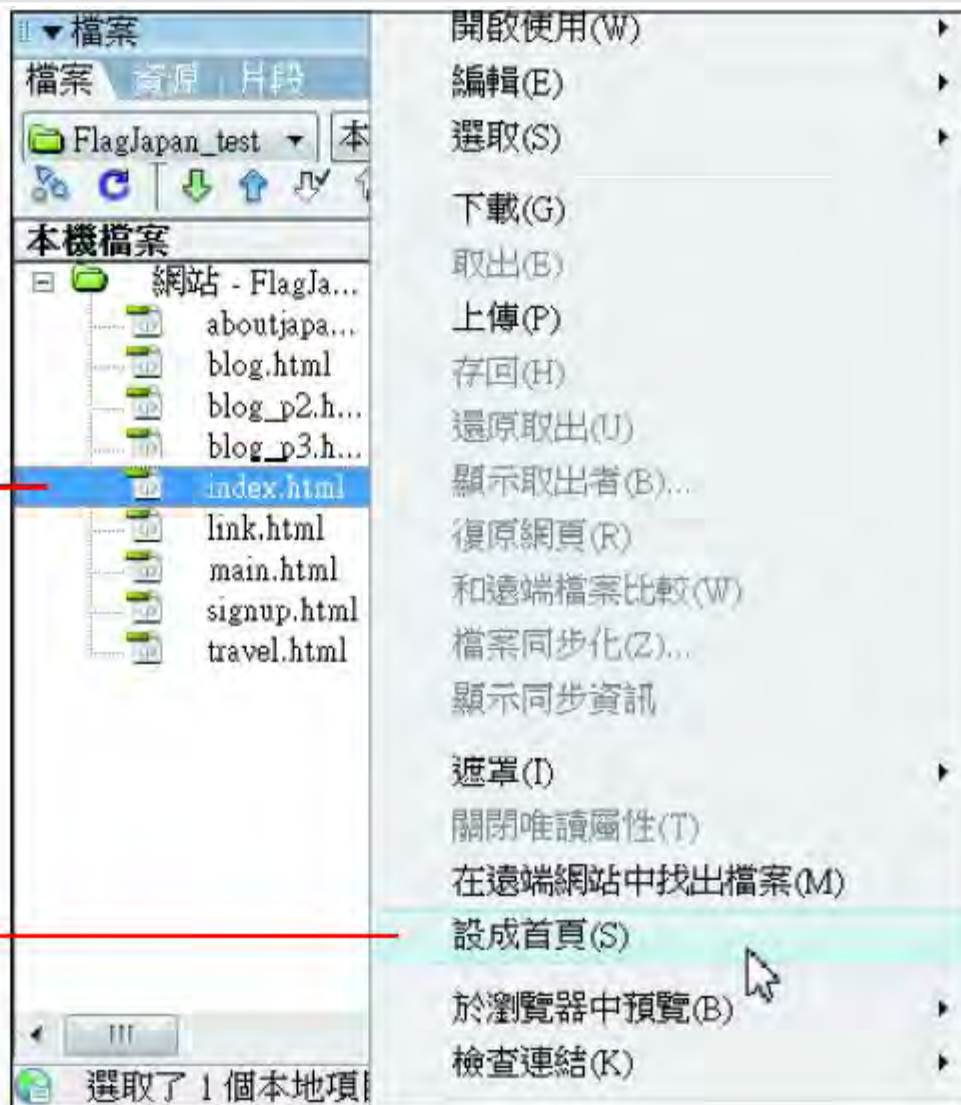 檔案
檔案 資源 片段
FlagJapan_test 本
本機檔案
網站 - FlagJa...
aboutjapa...
blog.html
blog_p2.h...
blog_p3.h...
index.html
link.html
main.html
signup.html
travel.html
選取了 1 個本地項目
開啟使用(W)
編輯(E)
選取(S)
下載(G)
取出(E)
上傳(P)
存回(H)
還原取出(U)
顯示取出者(B)...
復原網頁(R)
和遠端檔案比較(W)
檔案同步化(Z)...
顯示同步資訊
遮罩(I)
關閉唯讀屬性(T)
在遠端網站中找出檔案(M)
設成首頁(S)
於瀏覽器中預覽(B)
檢查連結(K)